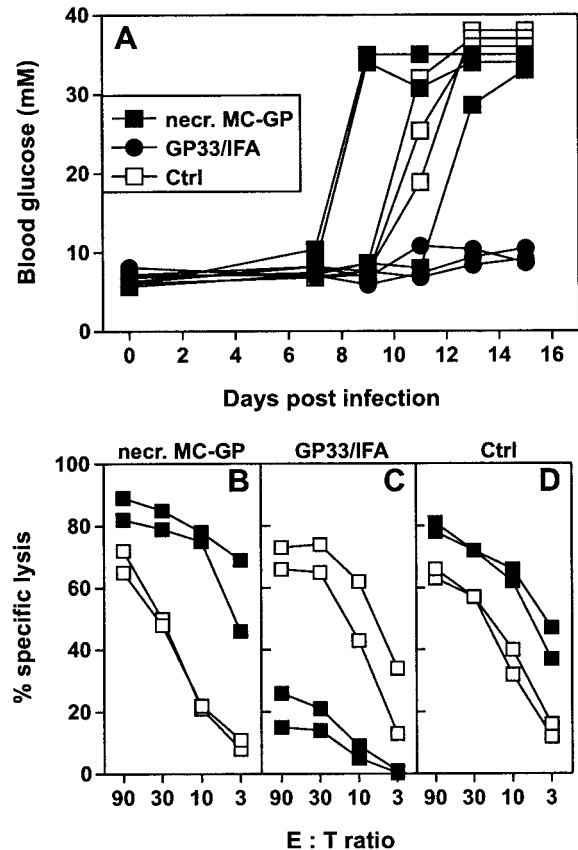 A
Blood glucose (mM)
40
30
20
10
0
necr. MC-GP
GP33/IFA
Ctrl
0 2 4 6 8 10 12 14 16
Days post infection
necr. MC-GP GP33/IFA Ctrl
B C D
% specific lysis
100
80
60
40
20
0
90 30 10 3 90 30 10 3 90 30 10 3
E : T ratio